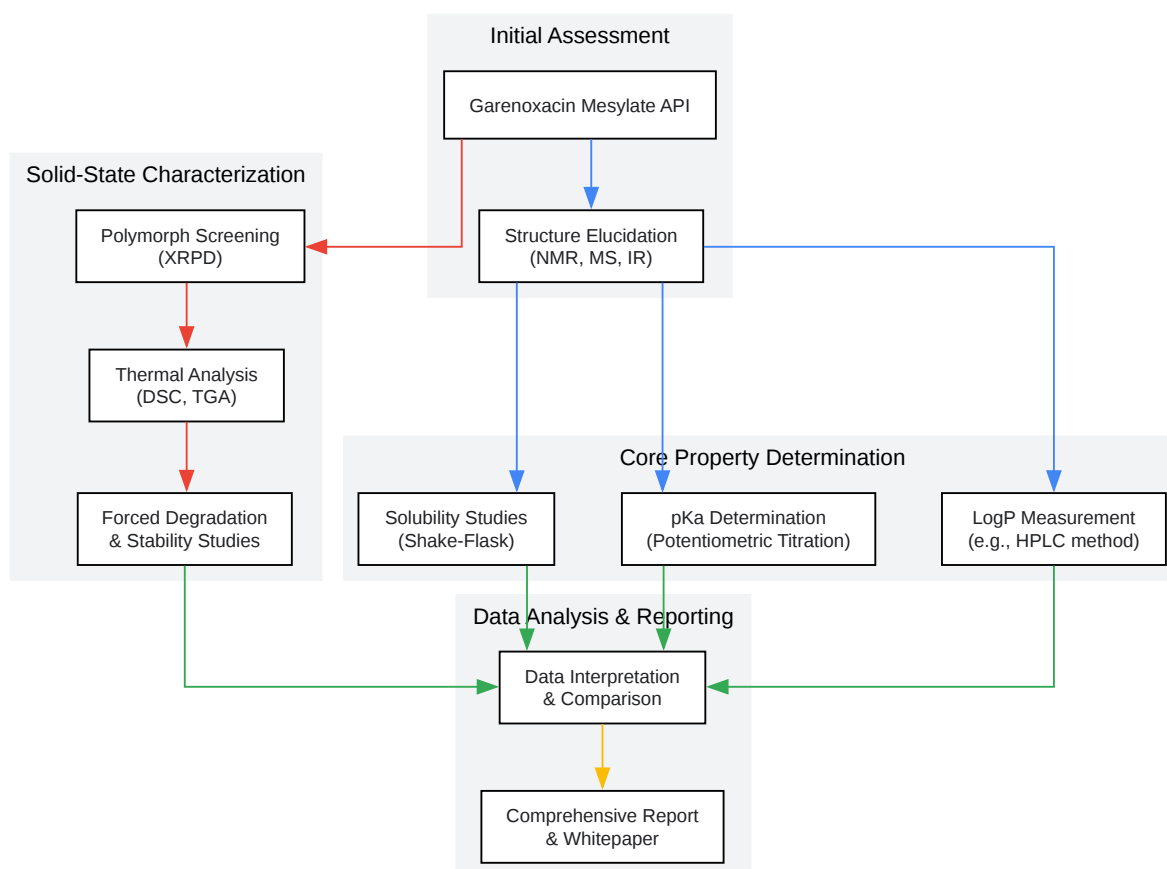 Initial Assessment
Garenoxacin Mesylate API
Solid-State Characterization
Polymorph Screening
(XRPD)
Structure Elucidation
(NMR, MS, IR)
Thermal Analysis
(DSC, TGA)
Core Property Determination
Forced Degradation
& Stability Studies
Solubility Studies
(Shake-Flask)
pKa Determination
(Potentiometric Titration)
LogP Measurement
(e.g., HPLC method)
Data Analysis & Reporting
Data Interpretation
& Comparison
Comprehensive Report
& Whitepaper